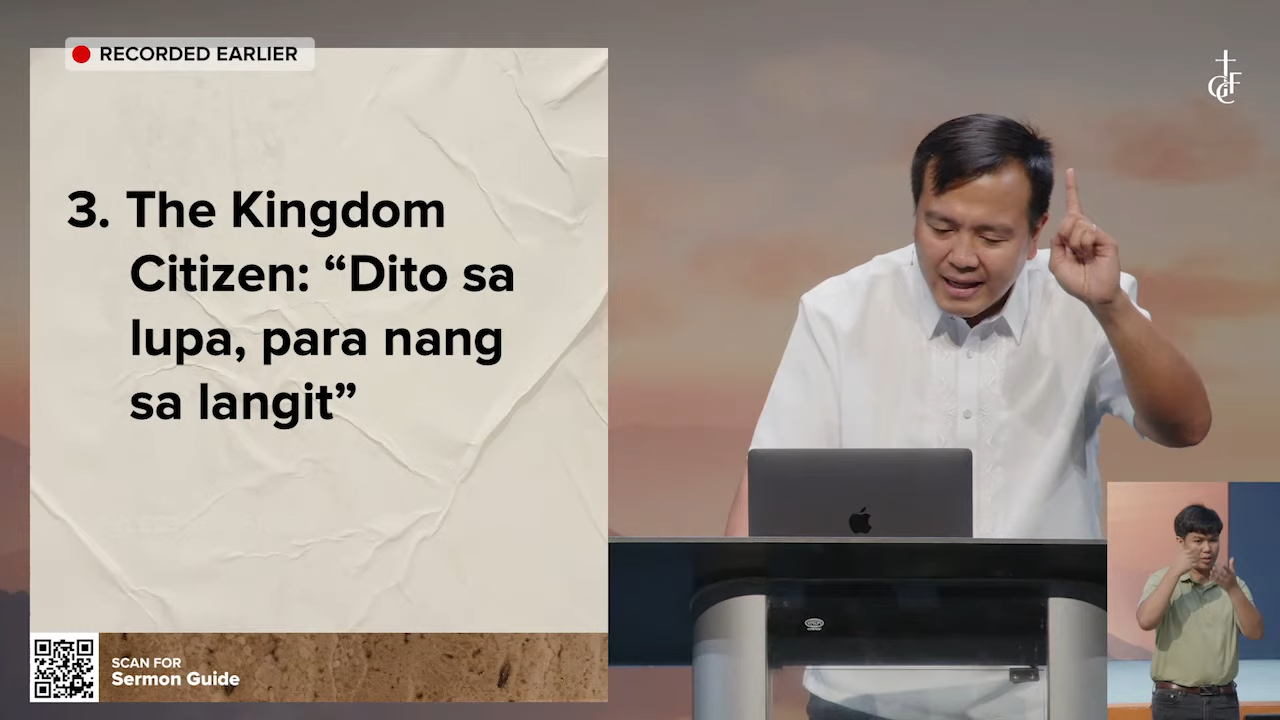 RECORDED EARLIER
3. The Kingdom
Citizen: “Dito sa
lupa, para nang
sa langit”
SCAN FOR
Sermon Guide